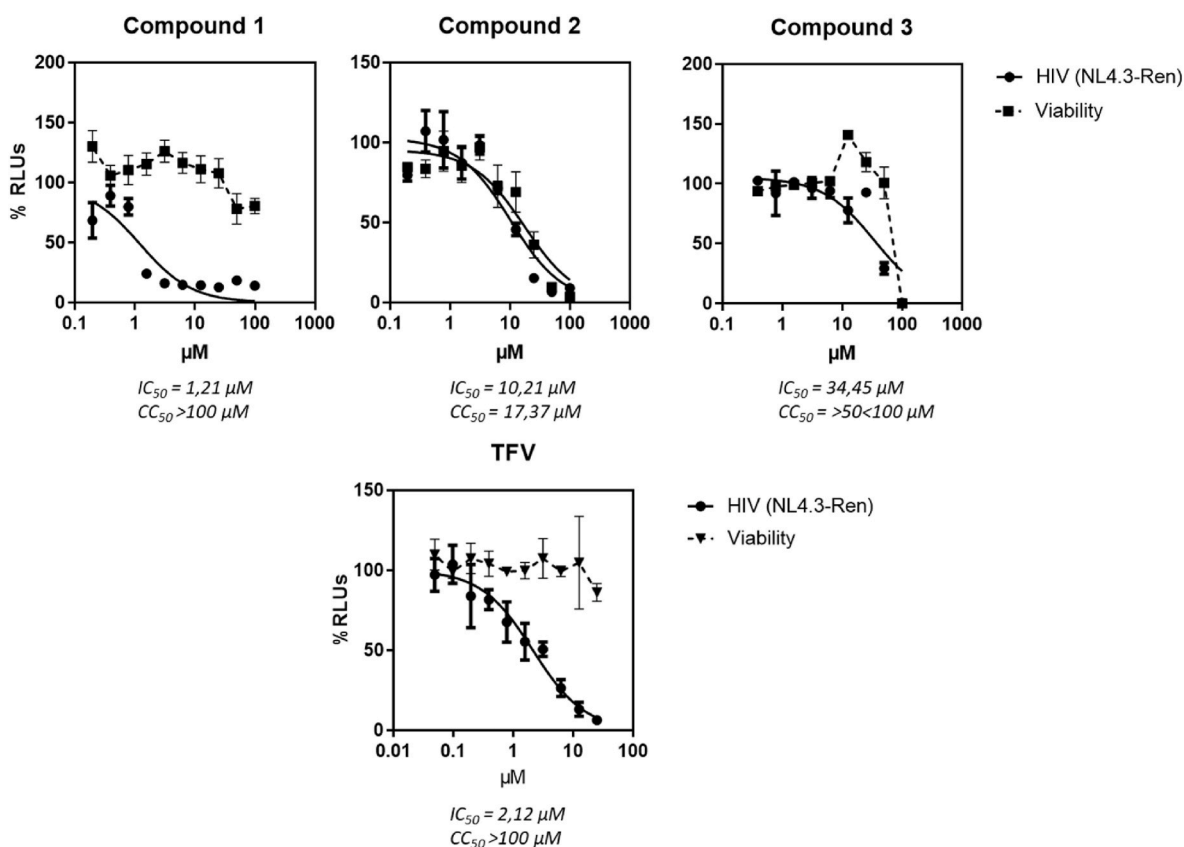 Compound 1
% RLUs
200
150
100
50
0
0.1 1 10 100 1000
µM
IC50 = 1,21 µM
CC50 >100 µM
Compound 2
150
100
50
0
0.1 1 10 100 1000
µM
IC50 = 10,21 µM
CC50 = 17,37 µM
Compound 3
200
150
100
50
0
0.1 1 10 100 1000
µM
IC50 = 34,45 µM
CC50 = >50<100 µM
HIV (NL4.3-Ren)
Viability
TFV
% RLUs
150
100
50
0
0.01 0.1 1 10 100
µM
IC50 = 2,12 µM
CC50 >100 µM
HIV (NL4.3-Ren)
Viability